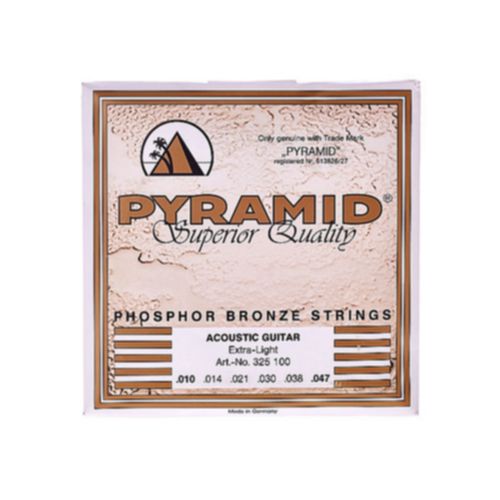 Only genuine with Trade Mark
„PYRAMID"
registered Nr. 613826/27
PYRAMID®
Superior Quality
PHOSPHOR BRONZE STRINGS
ACOUSTIC GUITAR
Extra-Light
Art.-No. 325 100
.010 .014 .021 .030 .038 .047
Made in Germany